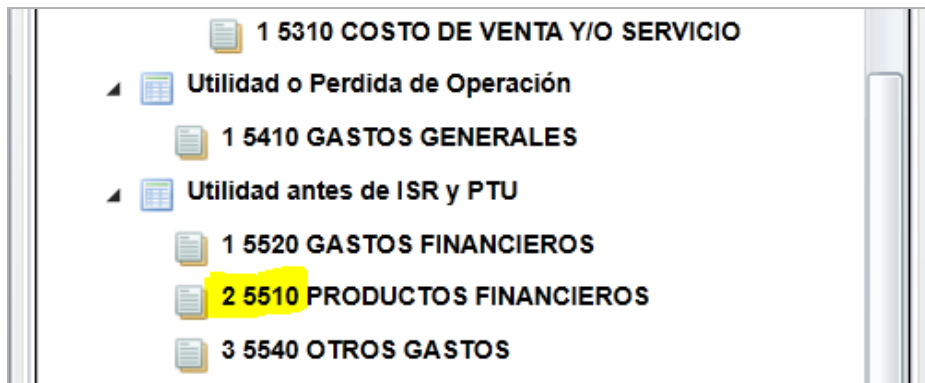 1 5310 COSTO DE VENTA Y/O SERVICIO
Utilidad o Perdida de Operación
1 5410 GASTOS GENERALES
Utilidad antes de ISR y PTU
1 5520 GASTOS FINANCIEROS
2 5510 PRODUCTOS FINANCIEROS
3 5540 OTROS GASTOS